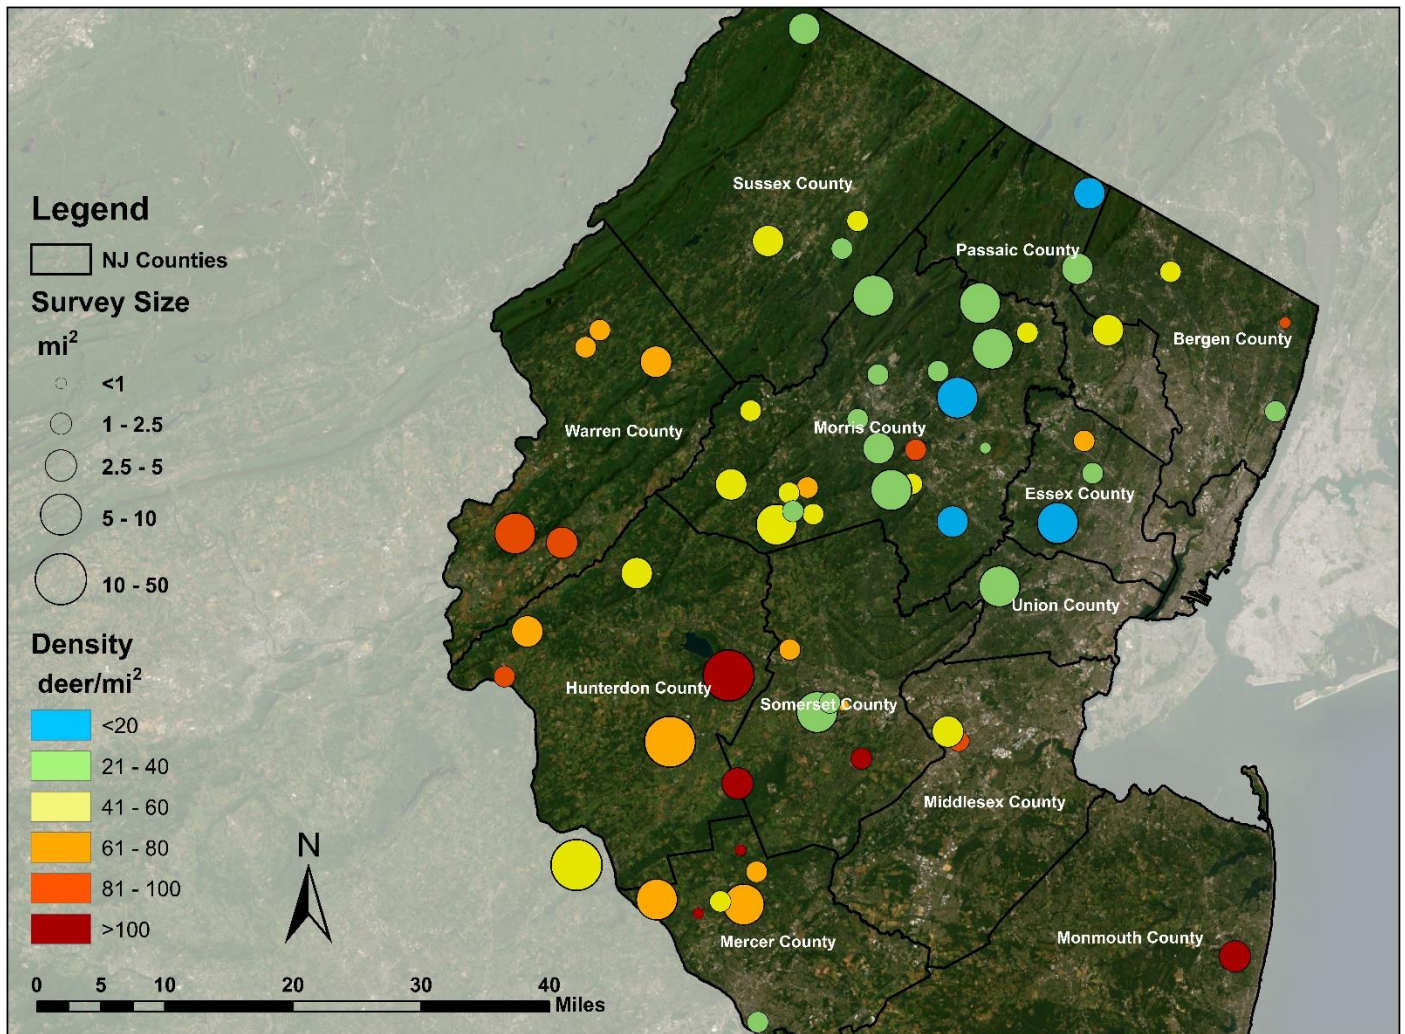 Sussex County
Passaic County
Bergen County
Warren County
Morris County
Essex County
Union County
Hunterdon County
Somerset County
Middlesex County
Mercer County
Monmouth County
Legend
NJ Counties
Survey Size
mi²
<1
1 - 2.5
2.5 - 5
5 - 10
10 - 50
Density
deer/mi²
<20
21 - 40
41 - 60
61 - 80
81 - 100
>100
N
0 5 10 20 30 40
Miles